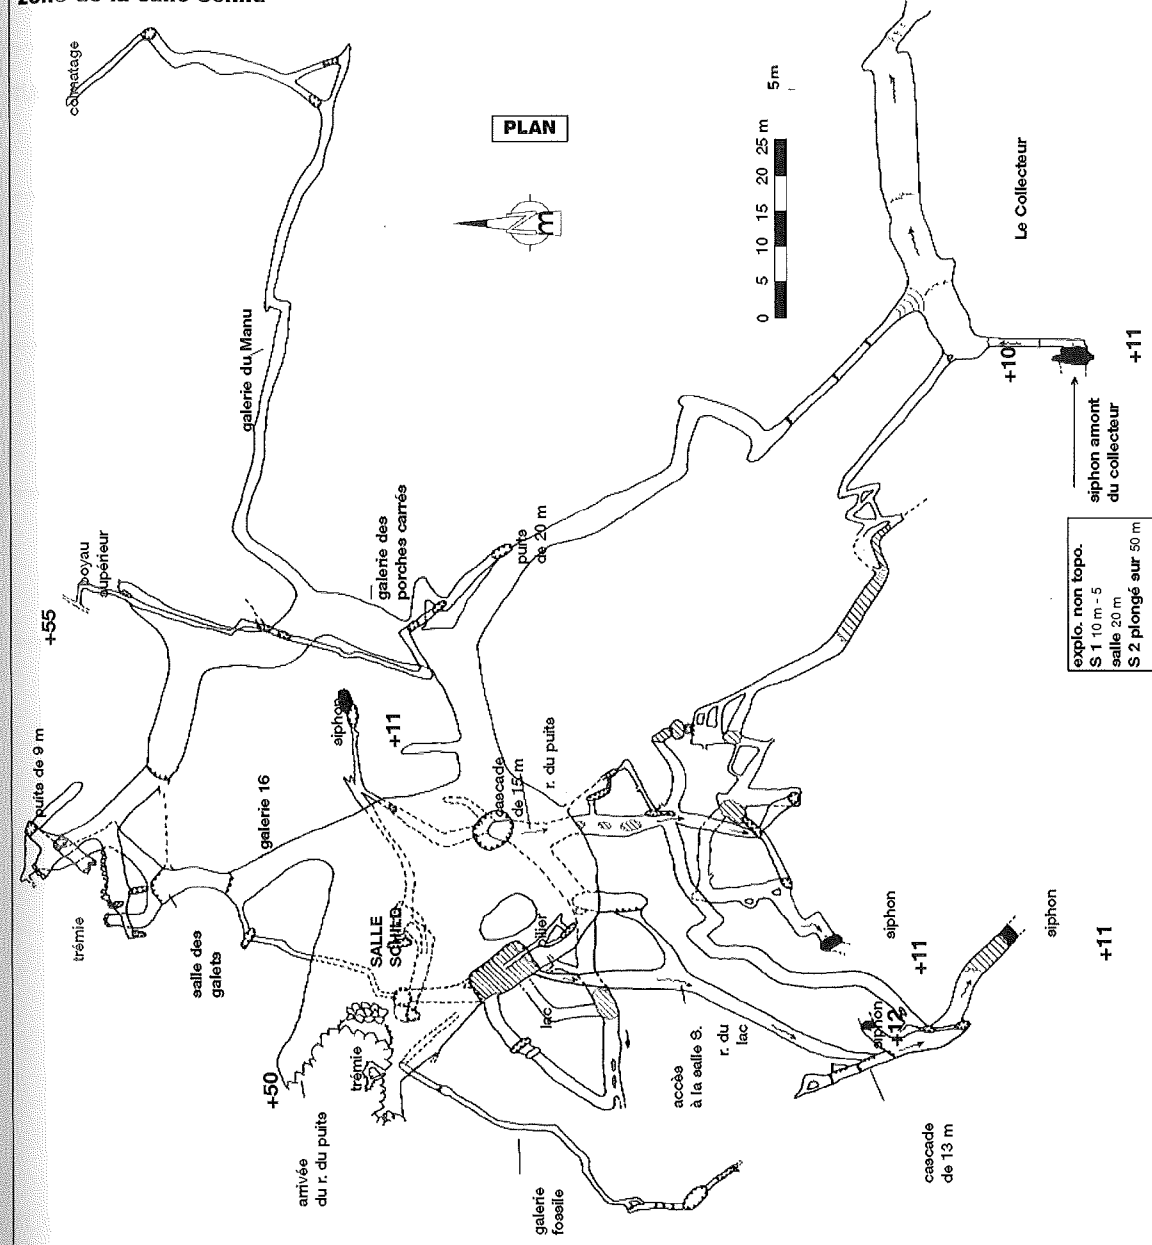 zone de la salle
colmatage
PLAN
5m
0 5 10 15 20 25 m
Le Collecteur
galerie du Manu
boyau
supérieur
+55
galerie des
porches carrés
puits
de 20 m
+10
+11
siphon amont
du collecteur
explo. non topo.
S 1 10 m - 5
salle 20 m
S 2 plongé sur 50 m
puits de 9 m
siphon
+11
galerie 16
cascade
de 15 m
r. du puits
trémie
salle des
galets
SALLE
lac
siphon
+11
siphon
+11
siphon
+12
+50
trémie
arrivée
du r. du puits
accès
à la salle S.
r. du
lac
cascade
de 13 m
galerie
fossile